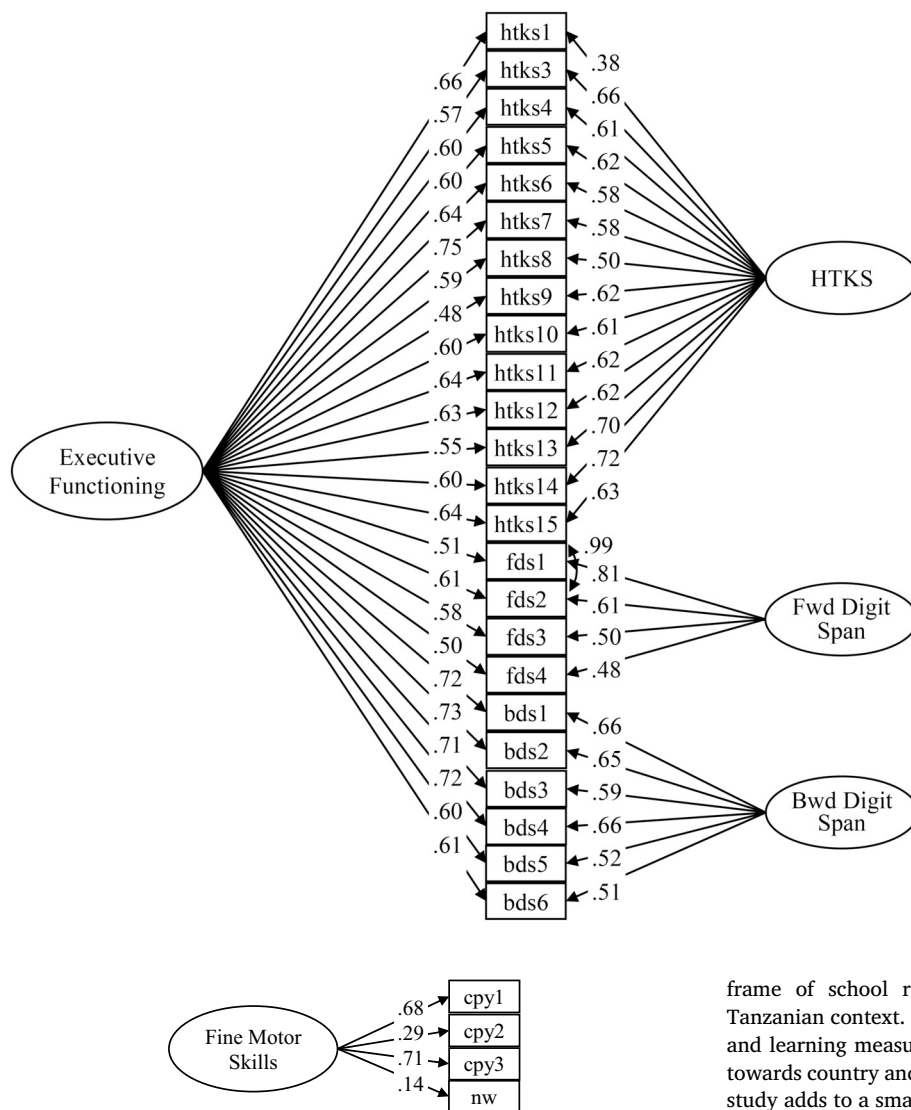 htks1
htks3
htks4
htks5
htks6
htks7
htks8
htks9
htks10
htks11
htks12
htks13
htks14
htks15
fds1
fds2
fds3
fds4
bds1
bds2
bds3
bds4
bds5
bds6
.66
.57
.60
.60
.64
.75
.59
.48
.60
.64
.63
.55
.60
.64
.51
.61
.58
.50
.72
.73
.71
.72
.60
.61
Executive
Functioning
.38
.66
.61
.62
.58
.58
.50
.62
.61
.62
.62
.70
.72
.63
HTKS
.99
.81
.61
.50
.48
Fwd Digit
Span
.66
.65
.59
.66
.52
.51
Bwd Digit
Span
Fine Motor
Skills
.68
.29
.71
.14
cpy1
cpy2
cpy3
nw
frame of school r
Tanzanian context.
and learning measu
towards country and
study adds to a sma